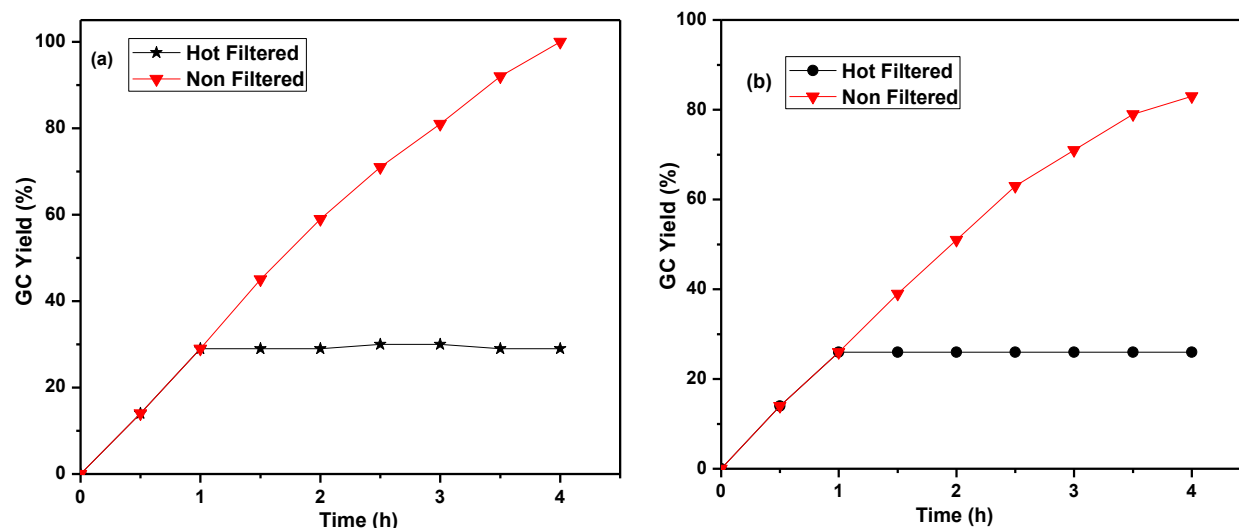 (a)
Hot Filtered
Non Filtered
GC Yield (%)
100
80
60
40
20
0
0 1 2 3 4
Time (h)
(b)
Hot Filtered
Non Filtered
GC Yield (%)
100
80
60
40
20
0
0 1 2 3 4
Time (h)